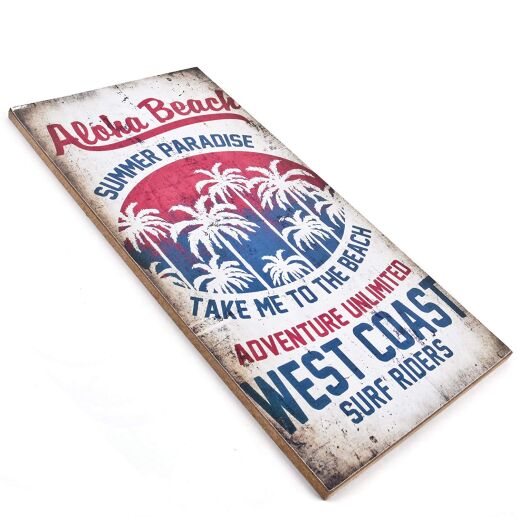 Aloha Beach
SUMMER PARADISE
TAKE ME TO THE BEACH
ADVENTURE UNLIMITED
WEST COAST
SURF RIDERS